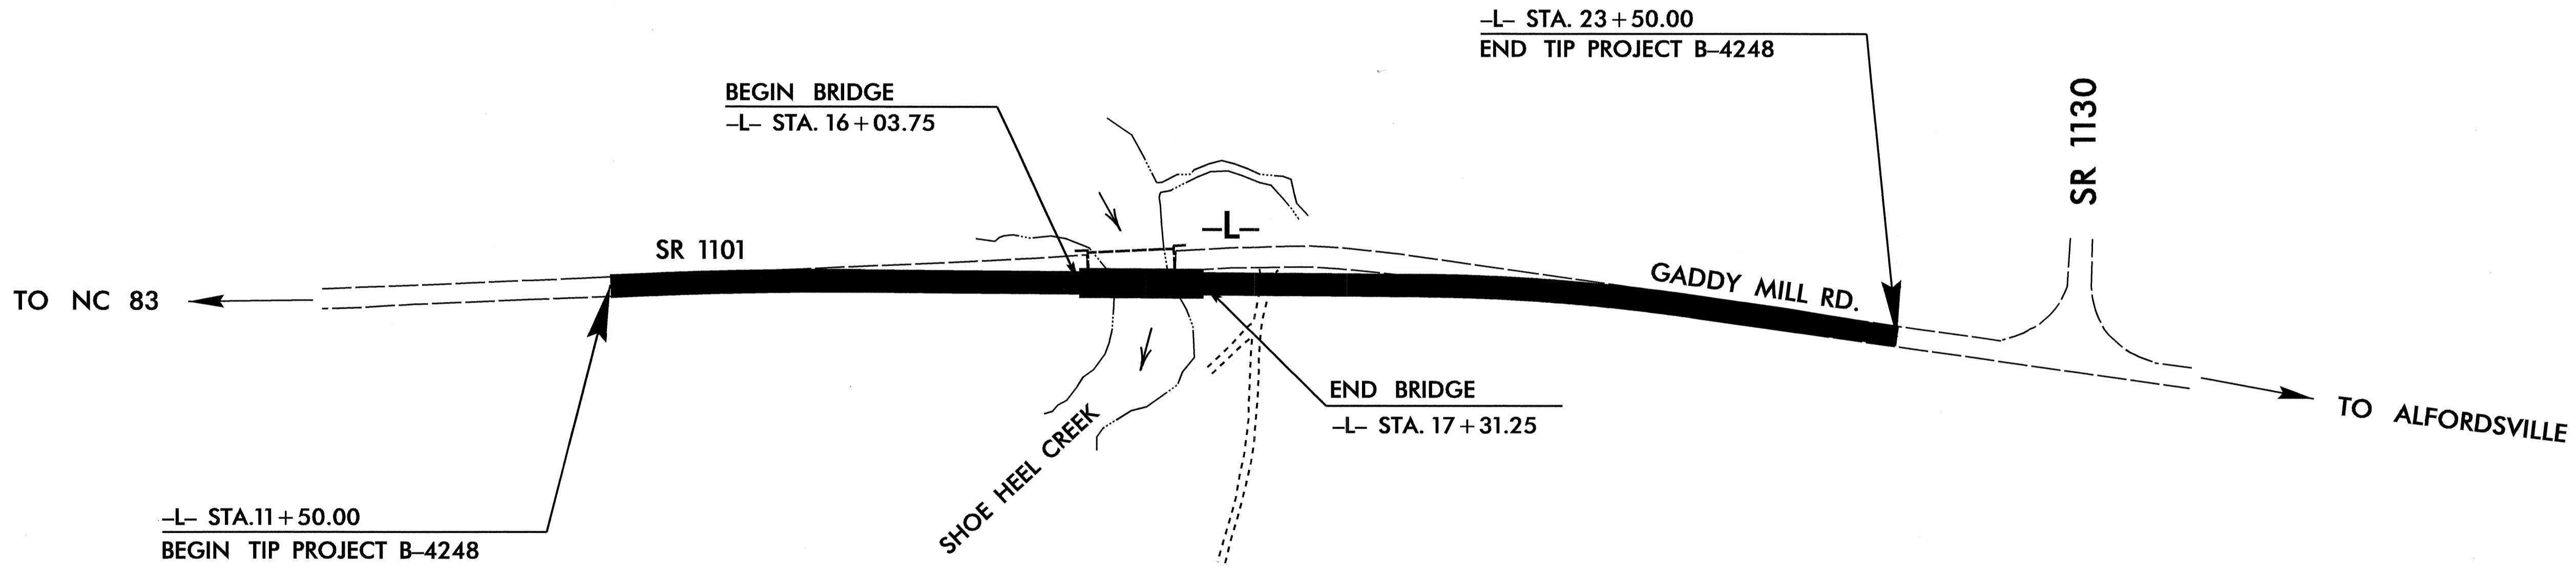 –L– STA. 23+50.00
END TIP PROJECT B–4248
BEGIN BRIDGE
–L– STA. 16+03.75
SR 1130
–L–
SR 1101
GADDY MILL RD.
TO NC 83
END BRIDGE
–L– STA. 17+31.25
TO ALFORDSVILLE
SHOE HEEL CREEK
–L– STA.11+50.00
BEGIN TIP PROJECT B–4248